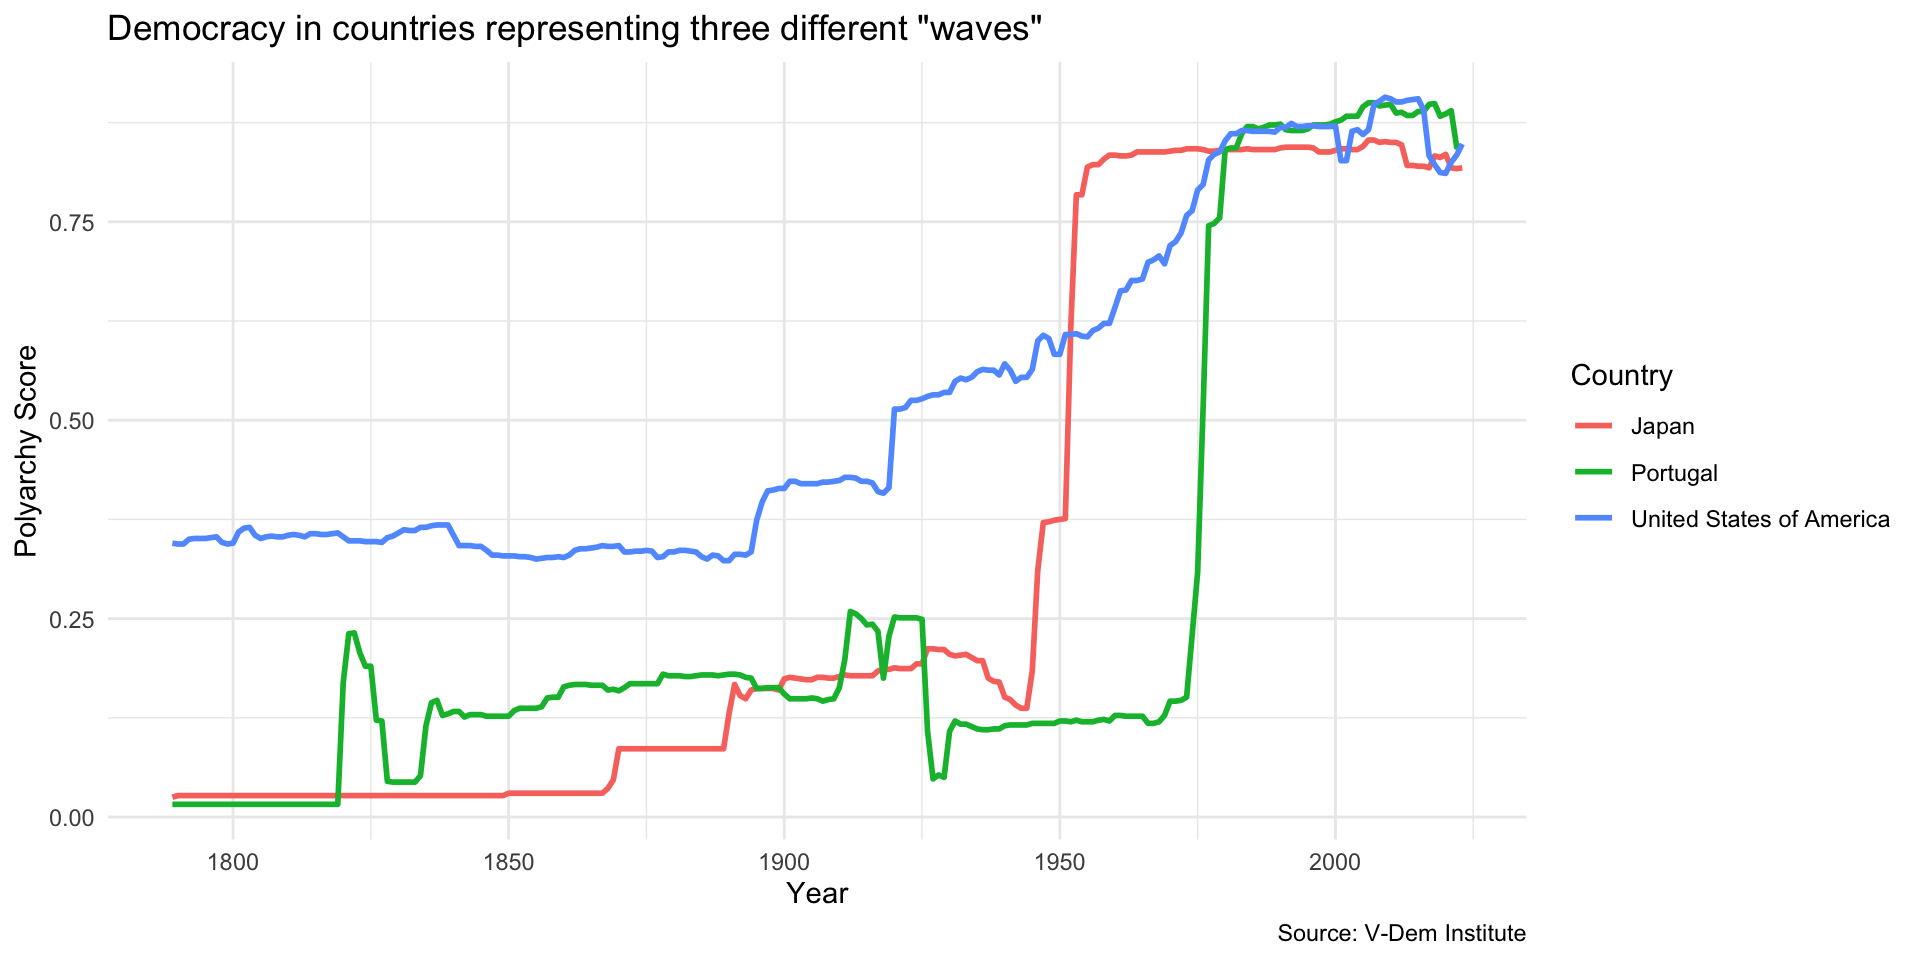 Democracy in countries representing three different "waves"
Polyarchy Score
0.75
0.50
0.25
0.00
1800 1850 1900 1950 2000
Year
Country
Japan
Portugal
United States of America
Source: V-Dem Institute